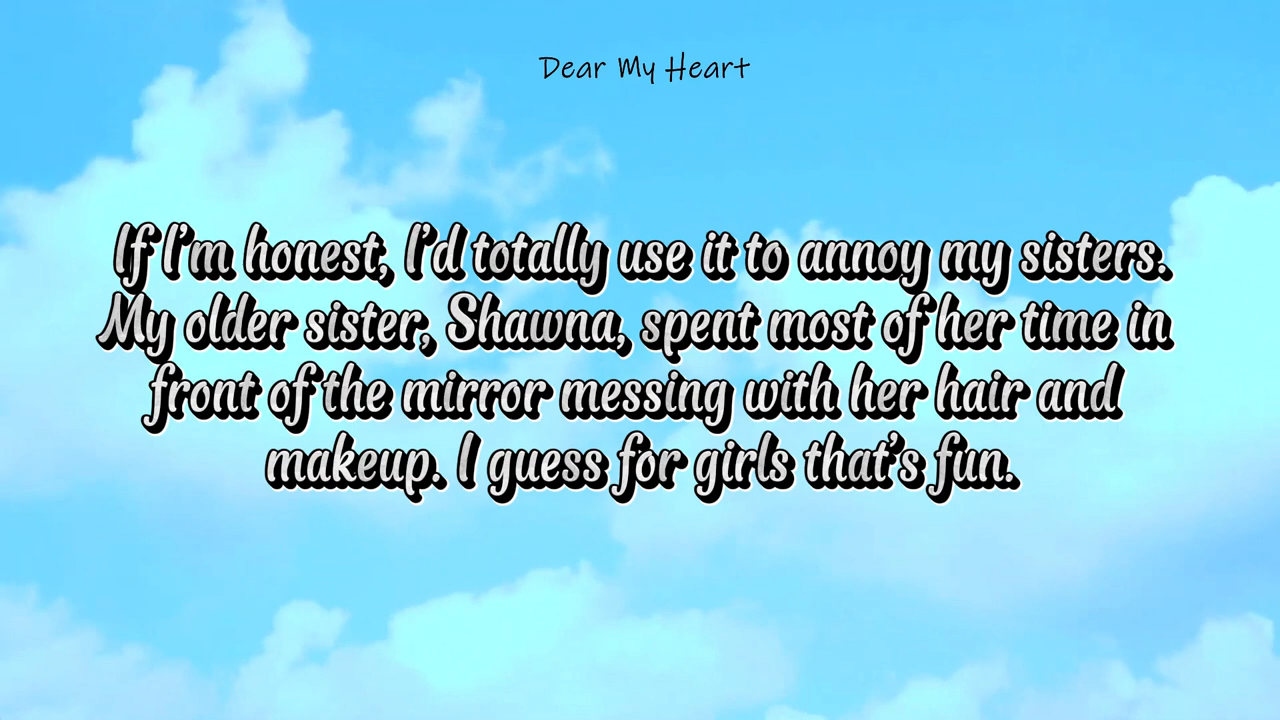 Dear My Heart
If I'm honest, I'd totally use it to annoy my sisters.
My older sister, Shawna, spent most of her time in
front of the mirror messing with her hair and
makeup. I guess for girls that's fun.